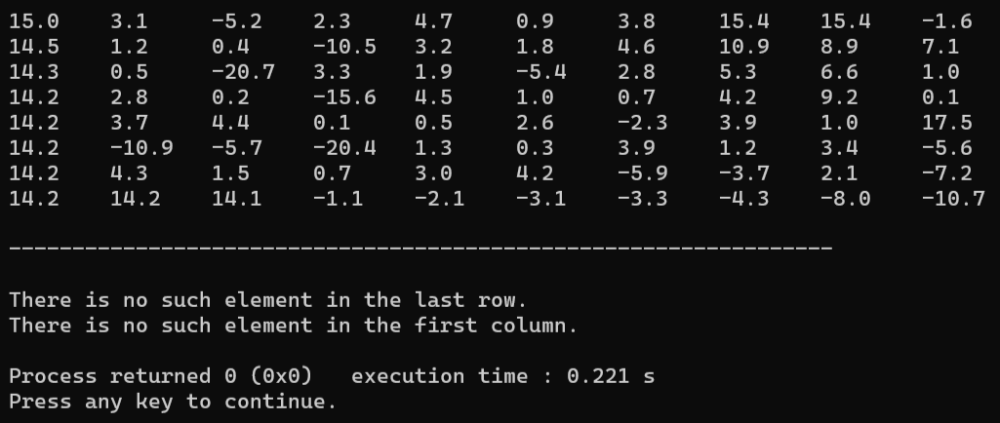 15.0    3.1     -5.2    2.3     4.7     0.9     3.8     15.4    15.4    -1.6
14.5    1.2     0.4     -10.5   3.2     1.8     4.6     10.9    8.9     7.1
14.3    0.5     -20.7   3.3     1.9     -5.4    2.8     5.3     6.6     1.0
14.2    2.8     0.2     -15.6   4.5     1.0     0.7     4.2     9.2     0.1
14.2    3.7     4.4     0.1     0.5     2.6     -2.3    3.9     1.0     17.5
14.2    -10.9   -5.7    -20.4   1.3     0.3     3.9     1.2     3.4     -5.6
14.2    4.3     1.5     0.7     3.0     4.2     -5.9    -3.7    2.1     -7.2
14.2    14.2    14.1    -1.1    -2.1    -3.1    -3.3    -4.3    -8.0    -10.7
-----------------------------------------------------------------
There is no such element in the last row.
There is no such element in the first column.
Process returned 0 (0x0)   execution time : 0.221 s
Press any key to continue.